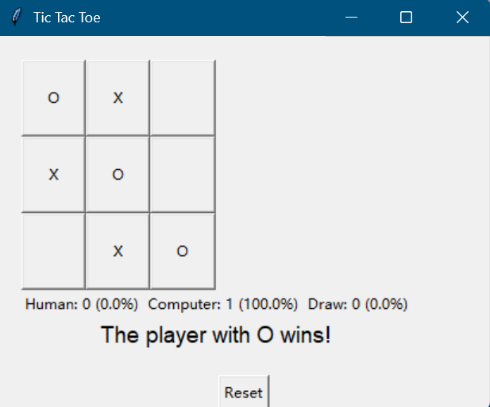 Tic Tac Toe
O X
X O
X O
Human: 0 (0.0%) Computer: 1 (100.0%) Draw: 0 (0.0%)
The player with O wins!
Reset